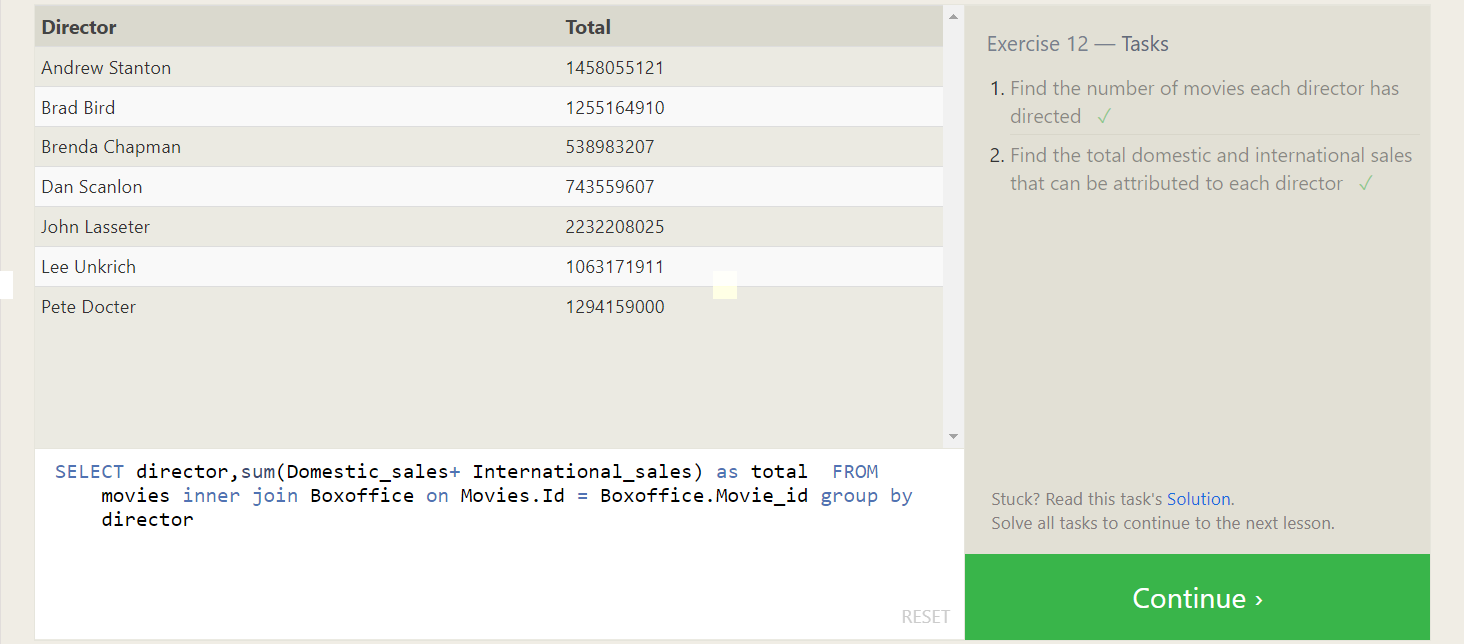 Director Total
Andrew Stanton 1458055121
Brad Bird 1255164910
Brenda Chapman 538983207
Dan Scanlon 743559607
John Lasseter 2232208025
Lee Unkrich 1063171911
Pete Docter 1294159000
SELECT director,sum(Domestic_sales+ International_sales) as total  FROM
movies inner join Boxoffice on Movies.Id = Boxoffice.Movie_id group by
director
RESET
Exercise 12 — Tasks
1. Find the number of movies each director has
directed ✓
2. Find the total domestic and international sales
that can be attributed to each director ✓
Stuck? Read this task's Solution.
Solve all tasks to continue to the next lesson.
Continue ›